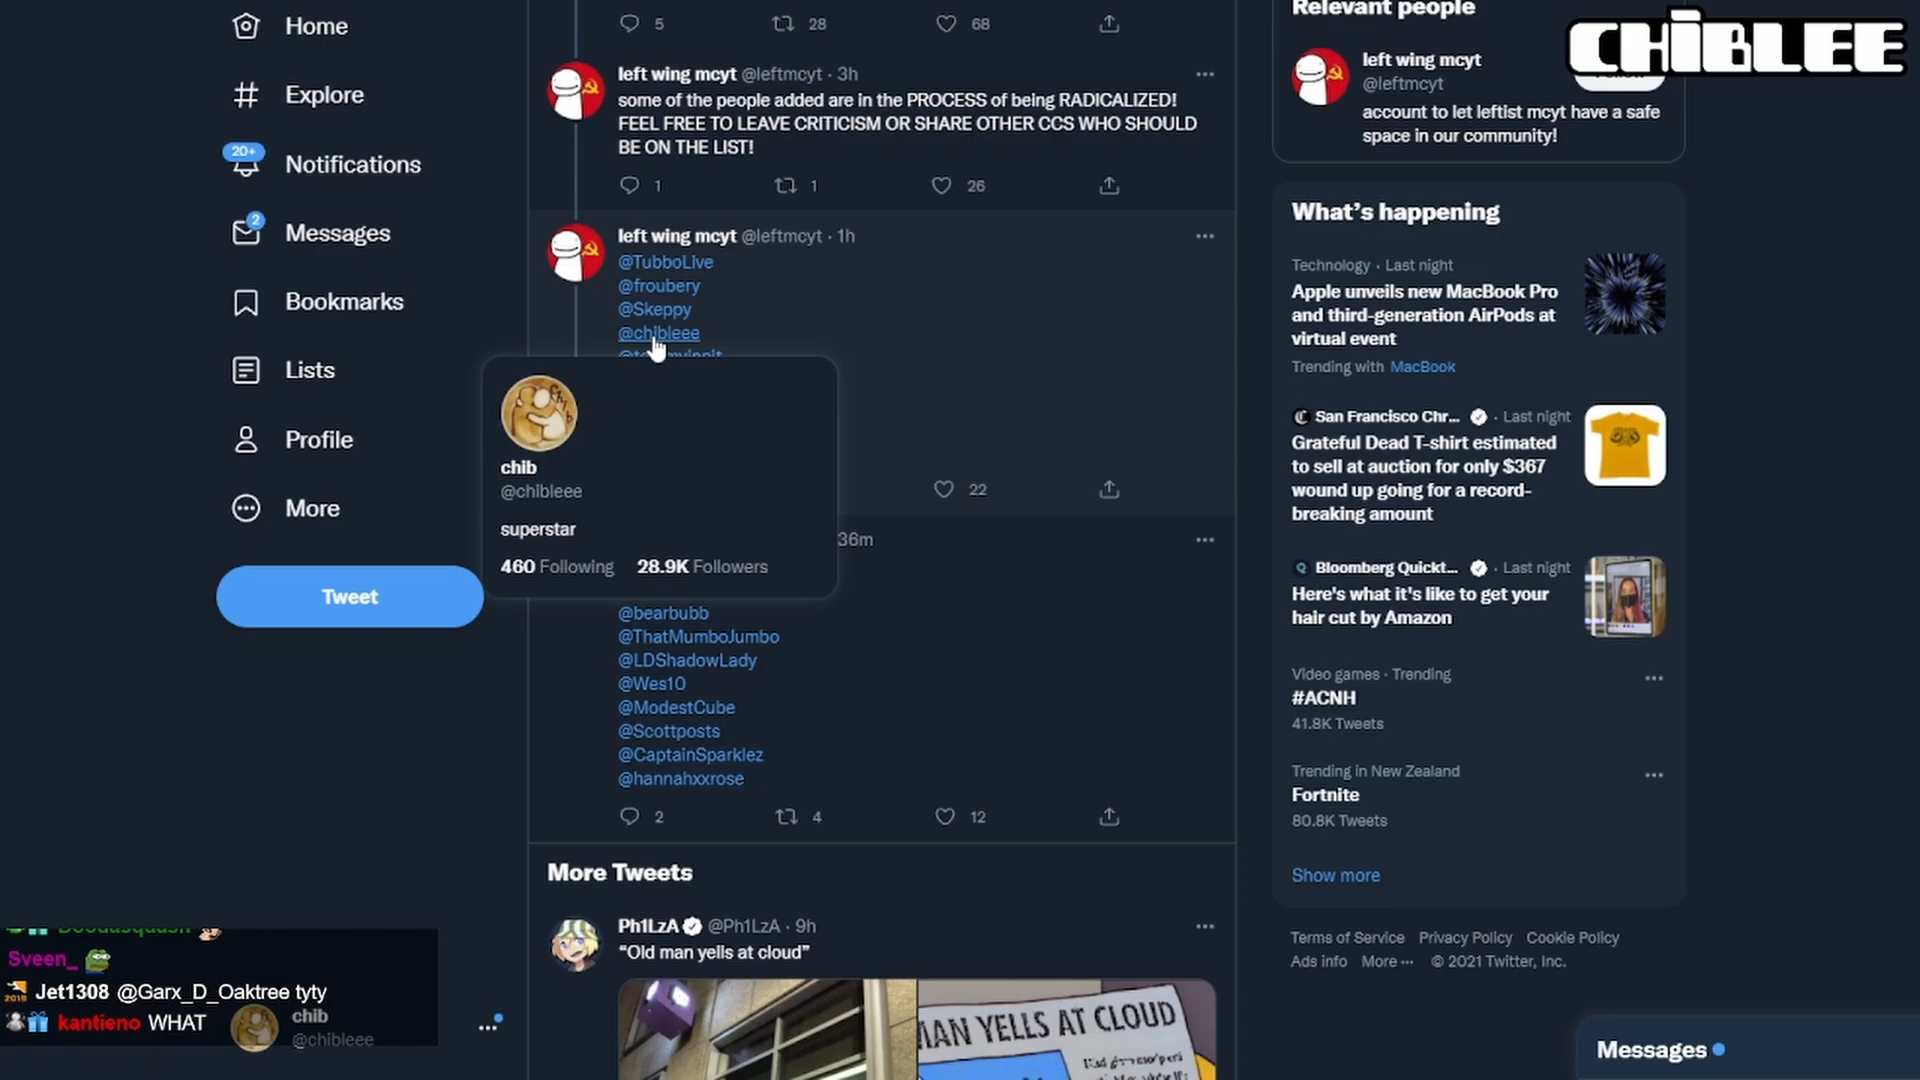 Home
Explore
20+
Notifications
2
Messages
Bookmarks
Lists
Profile
More
Tweet
5 28 68
left wing mcyt @leftmcyt · 3h
some of the people added are in the PROCESS of being RADICALIZED!
FEEL FREE TO LEAVE CRITICISM OR SHARE OTHER CCS WHO SHOULD
BE ON THE LIST!
1 1 26
left wing mcyt @leftmcyt · 1h
@TubboLive
@froubery
@Skeppy
@chibleee
chib
chib
@chibleee
superstar
460 Following 28.9K Followers
22
36m
@bearbubb
@ThatMumboJumbo
@LDShadowLady
@Wes10
@ModestCube
@Scottposts
@CaptainSparklez
@hannahxxrose
2 4 12
More Tweets
Ph1LzA @Ph1LzA · 9h
“Old man yells at cloud”
MAN YELLS AT CLOUD
Relevant people
CHiBLEE
left wing mcyt
@leftmcyt
account to let leftist mcyt have a safe
space in our community!
What’s happening
Technology · Last night
Apple unveils new MacBook Pro
and third-generation AirPods at
virtual event
Trending with MacBook
San Francisco Chr... · Last night
Grateful Dead T-shirt estimated
to sell at auction for only $367
wound up going for a record-
breaking amount
Bloomberg Quickt... · Last night
Here's what it's like to get your
hair cut by Amazon
Video games · Trending
#ACNH
41.8K Tweets
Trending in New Zealand
Fortnite
80.8K Tweets
Show more
Terms of Service Privacy Policy Cookie Policy
Ads info More ··· © 2021 Twitter, Inc.
Messages
Sveen_
2019 Jet1308 @Garx_D_Oaktree tyty
kantieno WHAT
chib
@chibleee